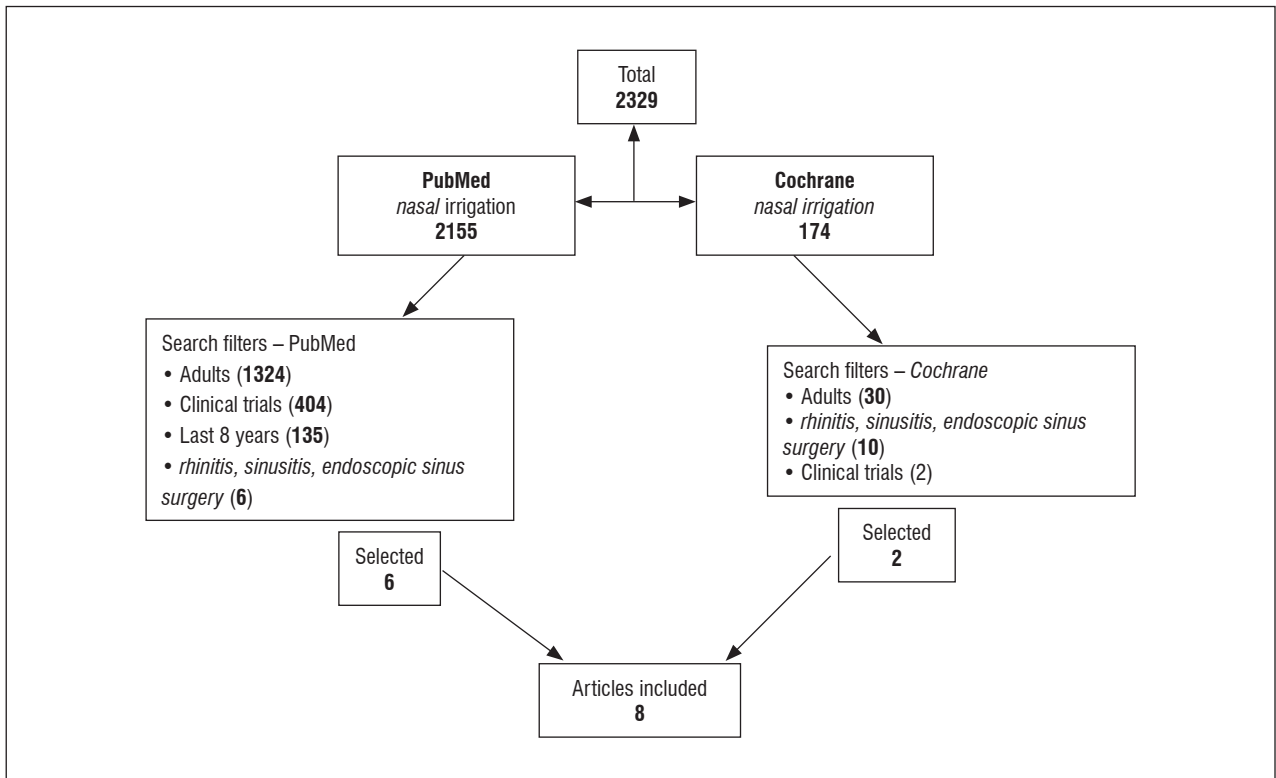 Total
2329
PubMed
nasal irrigation
2155
Cochrane
nasal irrigation
174
Search filters – PubMed
• Adults (1324)
• Clinical trials (404)
• Last 8 years (135)
• rhinitis, sinusitis, endoscopic sinus
surgery (6)
Search filters – Cochrane
• Adults (30)
• rhinitis, sinusitis, endoscopic sinus
surgery (10)
• Clinical trials (2)
Selected
6
Selected
2
Articles included
8